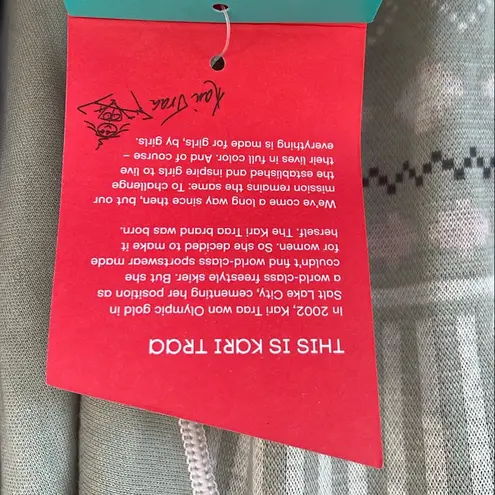 THIS IS KARI TRAA
In 2002, Kari Traa won Olympic gold in
Salt Lake City, cementing her position as
a world-class freestyle skier. But she
couldn't find world-class sportswear made
for women. So she decided to make it
herself. The Kari Traa brand was born.
We've come a long way since then, but our
mission remains the same: To challenge
the established and inspire girls to live
their lives in full color. And of course –
everything is made for girls, by girls.
Kari Traa